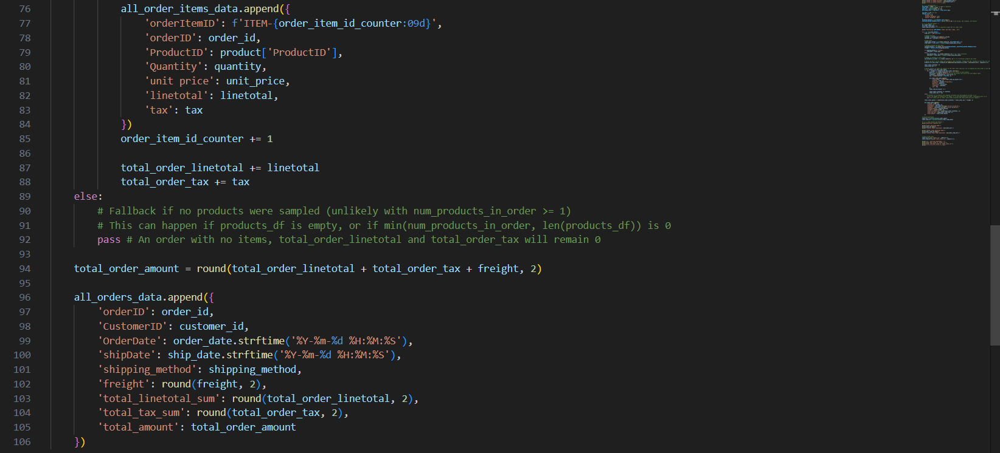 76 all_order_items_data.append({
77 'orderItemID': f'ITEM-{order_item_id_counter:09d}',
78 'orderID': order_id,
79 'ProductID': product['ProductID'],
80 'Quantity': quantity,
81 'unit price': unit_price,
82 'linetotal': linetotal,
83 'tax': tax
84 })
85 order_item_id_counter += 1
86
87 total_order_linetotal += linetotal
88 total_order_tax += tax
89 else:
90 # Fallback if no products were sampled (unlikely with num_products_in_order >= 1)
91 # This can happen if products_df is empty, or if min(num_products_in_order, len(products_df)) is 0
92 pass # An order with no items, total_order_linetotal and total_order_tax will remain 0
93
94 total_order_amount = round(total_order_linetotal + total_order_tax + freight, 2)
95
96 all_orders_data.append({
97 'orderID': order_id,
98 'CustomerID': customer_id,
99 'OrderDate': order_date.strftime('%Y-%m-%d %H:%M:%S'),
100 'shipDate': ship_date.strftime('%Y-%m-%d %H:%M:%S'),
101 'shipping_method': shipping_method,
102 'freight': round(freight, 2),
103 'total_linetotal_sum': round(total_order_linetotal, 2),
104 'total_tax_sum': round(total_order_tax, 2),
105 'total_amount': total_order_amount
106 })